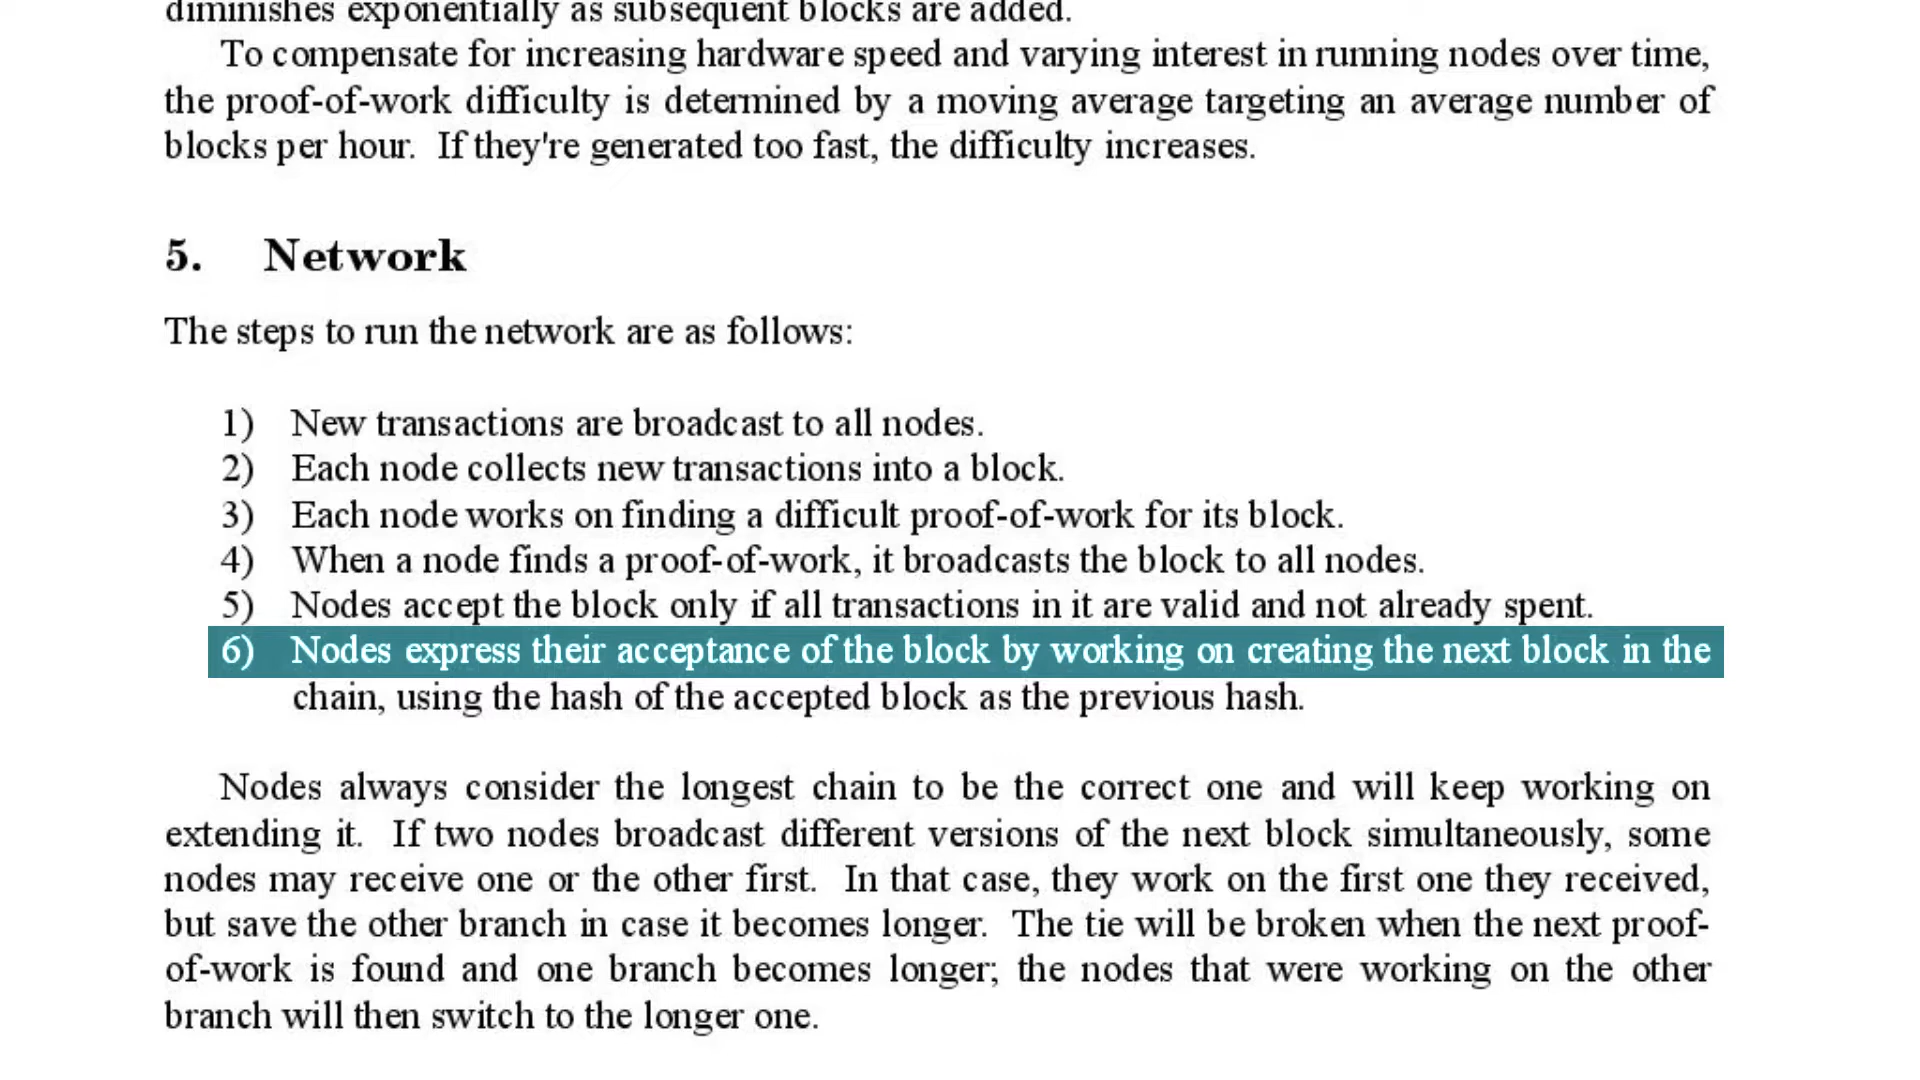 diminishes exponentially as subsequent blocks are added.
To compensate for increasing hardware speed and varying interest in running nodes over time,
the proof-of-work difficulty is determined by a moving average targeting an average number of
blocks per hour. If they're generated too fast, the difficulty increases.
5. Network
The steps to run the network are as follows:
1) New transactions are broadcast to all nodes.
2) Each node collects new transactions into a block.
3) Each node works on finding a difficult proof-of-work for its block.
4) When a node finds a proof-of-work, it broadcasts the block to all nodes.
5) Nodes accept the block only if all transactions in it are valid and not already spent.
6) Nodes express their acceptance of the block by working on creating the next block in the
chain, using the hash of the accepted block as the previous hash.
Nodes always consider the longest chain to be the correct one and will keep working on
extending it. If two nodes broadcast different versions of the next block simultaneously, some
nodes may receive one or the other first. In that case, they work on the first one they received,
but save the other branch in case it becomes longer. The tie will be broken when the next proof-
of-work is found and one branch becomes longer; the nodes that were working on the other
branch will then switch to the longer one.